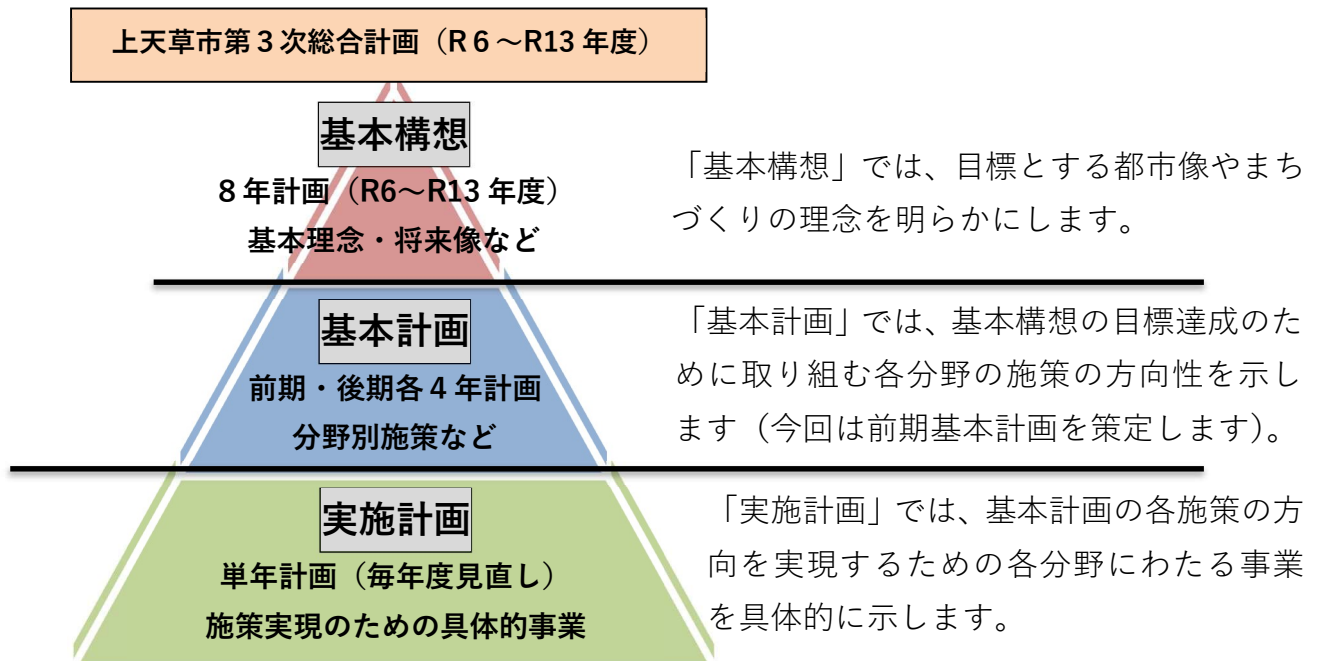 上天草市第３次総合計画（R６～R13 年度）
基本構想
８年計画（R6～R13 年度）
基本理念・将来像など
「基本構想」では、目標とする都市像やまち
づくりの理念を明らかにします。
基本計画
前期・後期各４年計画
分野別施策など
「基本計画」では、基本構想の目標達成のた
めに取り組む各分野の施策の方向性を示し
ます（今回は前期基本計画を策定します）。
実施計画
単年計画（毎年度見直し）
施策実現のための具体的事業
「実施計画」では、基本計画の各施策の方
向を実現するための各分野にわたる事業
を具体的に示します。